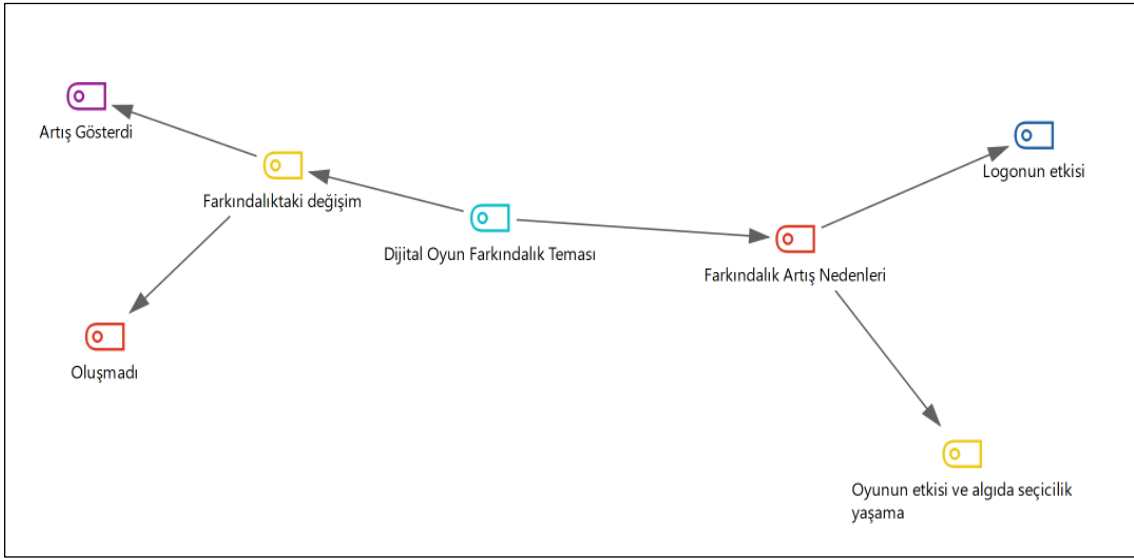 Artış Gösterdi
Logonun etkisi
Farkındalıktaki değişim
Dijital Oyun Farkındalık Teması
Farkındalık Artış Nedenleri
Oluşmadı
Oyunun etkisi ve algıda seçicilik
yaşama